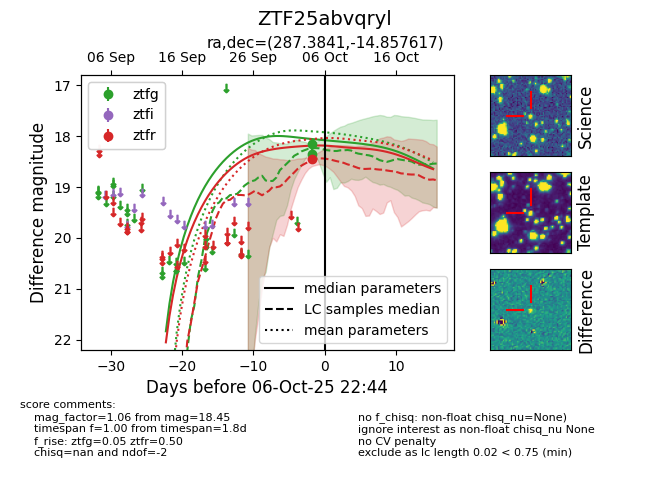 ZTF25abvqryl
ra,dec=(287.3841,-14.857617)
06 Sep 16 Sep 26 Sep 06 Oct 16 Oct
ztfg
ztfi
ztfr
17
18
19
20
21
22
Difference magnitude
median parameters
LC samples median
mean parameters
−30 −20 −10 0 10
Days before 06-Oct-25 22:44
Science
Template
Difference
score comments:
mag_factor=1.06 from mag=18.45
timespan f=1.00 from timespan=1.8d
f_rise: ztfg=0.05 ztfr=0.50
chisq=nan and ndof=-2
no f_chisq: non-float chisq_nu=None)
ignore interest as non-float chisq_nu None
no CV penalty
exclude as lc length 0.02 < 0.75 (min)